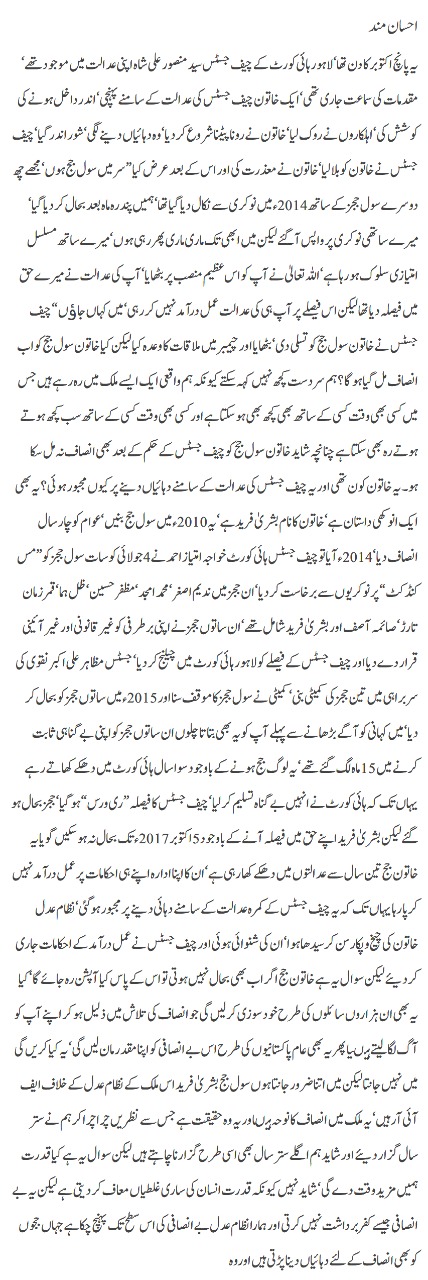 احسان مند
یہ پانچ اکتوبر کا دن تھا‘ لاہور ہائی کورٹ کے چیف جسٹس سید منصور علی شاہ اپنی عدالت میں موجود تھے‘
مقدمات کی سماعت جاری تھی‘ ایک خاتون چیف جسٹس کی عدالت کے سامنے پہنچی‘ اندر داخل ہونے کی
کوشش کی‘ اہلکاروں نے روک لیا‘ خاتون نے رونا پیٹنا شروع کر دیا‘ وہ دہائیاں دینے لگی‘ شور اندر گیا‘ چیف
جسٹس نے خاتون کو بلا لیا‘ خاتون نے معذرت کی اور اس کے بعد عرض کیا ”سر میں سول جج ہوں‘ مجھے چھ
دوسرے سول ججز کے ساتھ 2014ء میں نوکری سے نکال دیا گیا تھا‘ ہمیں پندرہ ماہ بعد بحال کر دیا گیا‘
میرے ساتھی نوکری پر واپس آ گئے لیکن میں ابھی تک ماری ماری پھر رہی ہوں‘ میرے ساتھ مسلسل
امتیازی سلوک ہو رہا ہے‘ اللہ تعالیٰ نے آپ کو اس عظیم منصب پر بٹھایا‘ آپ کی عدالت نے میرے حق
میں فیصلہ دیا تھا لیکن اس فیصلے پر آپ ہی کی عدالت عمل درآمد نہیں کر رہی‘ میں کہاں جاﺅں“ چیف
جسٹس نے خاتون سول جج کو تسلی دی‘ بٹھایا اور چیمبر میں ملاقات کا وعدہ کیا لیکن کیا خاتون سول جج کو اب
انصاف مل گیا ہو گا؟ ہم سردست کچھ نہیں کہہ سکتے کیونکہ ہم واقعی ایک ایسے ملک میں رہ رہے ہیں جس
میں کسی بھی وقت کسی کے ساتھ بھی کچھ بھی ہو سکتا ہے اور کسی بھی وقت کسی کے ساتھ سب کچھ ہوتے
ہوتے رہ بھی سکتا ہے چنانچہ شاید خاتون سول جج کو چیف جسٹس کے حکم کے بعد بھی انصاف نہ مل سکا
ہو۔ یہ خاتون کون تھی اور یہ چیف جسٹس کی عدالت کے سامنے دہائیاں دینے پر کیوں مجبور ہوئی؟ یہ بھی
ایک انوکھی داستان ہے‘ خاتون کا نام بشریٰ فرید ہے‘ یہ 2010ء میں سول جج بنیں‘ عوام کو چار سال
انصاف دیا‘ 2014ء آیا تو چیف جسٹس ہائی کورٹ خواجہ امتیاز احمد نے 4 جولائی کو سات سول ججز کو ”مس
کنڈکٹ“ پر نوکریوں سے برخاست کر دیا‘ ان ججز میں ندیم اصغر‘ محمد امجد‘ مظفر حسین‘ ظل ہما‘ قمر زمان
تارڑ‘ صائمہ آصف اور بشریٰ فرید شامل تھے‘ ان ساتوں ججز نے اپنی برطرفی کو غیر قانونی اور غیر آئینی
قرار دے دیا اور چیف جسٹس کے فیصلے کو لاہور ہائی کورٹ میں چیلنج کر دیا‘ جسٹس مظاہر علی اکبر نقوی کی
سربراہی میں تین ججز کی کمیٹی بنی‘ کمیٹی نے سول ججز کا موقف سنا اور 2015ء میں ساتوں ججز کو بحال کر
دیا‘ میں کہانی کو آگے بڑھانے سے پہلے آپ کو یہ بھی بتاتا چلوں ان ساتوں ججز کو اپنی بے گناہی ثابت
کرنے میں 15 ماہ لگ گئے تھے‘ یہ لوگ جج ہونے کے باوجود سوا سال ہائی کورٹ میں دھکے کھاتے رہے
یہاں تک کہ ہائی کورٹ نے انہیں بے گناہ تسلیم کر لیا‘ چیف جسٹس کا فیصلہ ”ری ورس“ ہو گیا‘ ججز بحال ہو
گئے لیکن بشریٰ فرید اپنے حق میں فیصلہ آنے کے باوجود 5 اکتوبر 2017ء تک بحال نہ ہو سکیں گویا یہ
خاتون جج تین سال سے عدالتوں میں دھکے کھا رہی ہے‘ ان کا اپنا ادارہ اپنے ہی احکامات پر عمل درآمد نہیں
کر پا رہا یہاں تک کہ یہ چیف جسٹس کے کمرہ عدالت کے سامنے دہائی دینے پر مجبور ہو گئی‘ نظام عدل
خاتون کی چیخ و پکار سن کر سیدھا ہوا‘ ان کی شنوائی ہوئی اور چیف جسٹس نے عمل درآمد کے احکامات جاری
کر دیئے لیکن سوال یہ ہے خاتون جج اگر اب بھی بحال نہیں ہوتی تو اس کے پاس کیا آپشن رہ جائے گا‘ کیا
یہ بھی ان ہزاروں سائلوں کی طرح خود سوزی کر لیں گی جو انصاف کی تلاش میں ذلیل ہو کر اپنے آپ کو
آگ لگا لیتے ہیں یا پھر یہ بھی عام پاکستانیوں کی طرح اس بے انصافی کو اپنا مقدر مان لیں گی‘ یہ کیا کریں گی
میں نہیں جانتا لیکن میں اتنا ضرور جانتا ہوں سول جج بشریٰ فرید اس ملک کے نظام عدل کے خلاف ایف
آئی آر ہیں‘ یہ ملک میں انصاف کا نوحہ ہیں اور یہ وہ حقیقت ہے جس سے نظریں چرا چرا کر ہم نے ستر
سال گزار دیئے اور شاید ہم اگلے ستر سال بھی اسی طرح گزارنا چاہتے ہیں لیکن سوال یہ ہے کیا قدرت
ہمیں مزید وقت دے گی‘ شاید نہیں کیونکہ قدرت انسان کی ساری غلطیاں معاف کر دیتی ہے لیکن یہ بے
انصافی جیسے کفر برداشت نہیں کرتی اور ہمارا نظام عدل بے انصافی کی اس سطح تک پہنچ چکا ہے جہاں ججوں
کو بھی انصاف کے لئے دہائیاں دینا پڑتی ہیں اور وہ